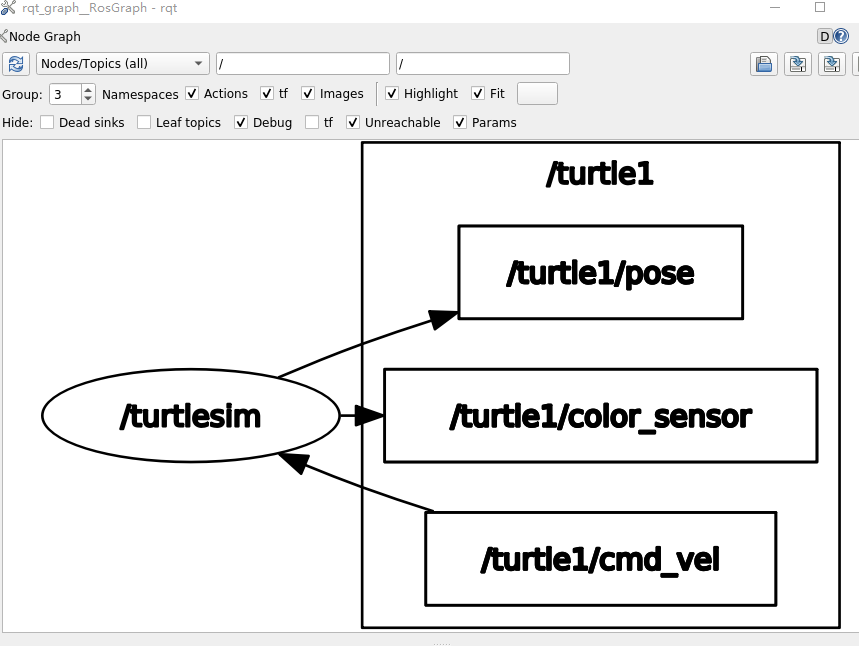 rqt_graph__RosGraph - rqt
Node Graph
D
Nodes/Topics (all) / /
Group: 3 Namespaces Actions tf Images Highlight Fit
Hide: Dead sinks Leaf topics Debug tf Unreachable Params
/turtle1
/turtle1/pose
/turtlesim
/turtle1/color_sensor
/turtle1/cmd_vel